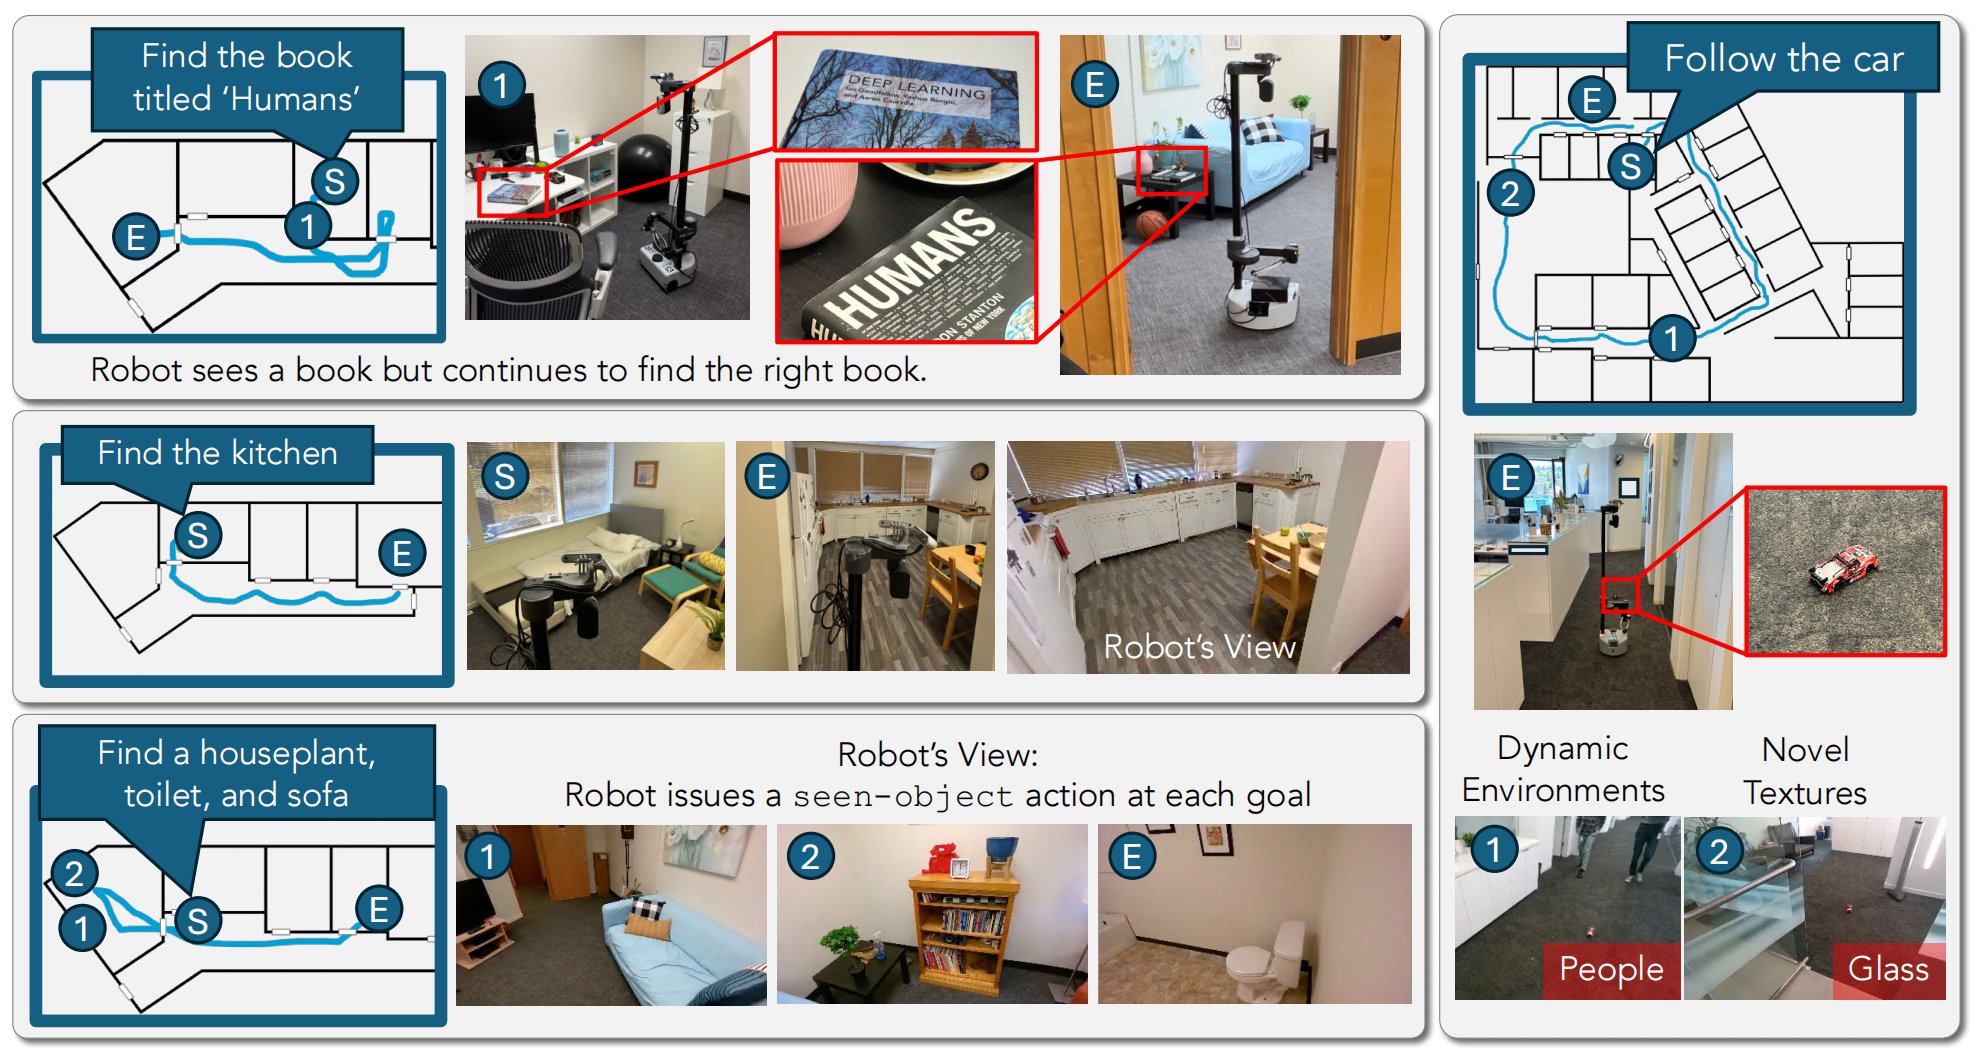 Find the book
titled ‘Humans’
S
1
E
1
DEEP LEARNING
Ian Goodfellow, Yoshua Bengio,
and Aaron Courville
HUMANS
STANTON
OF NEW YORK
E
Robot sees a book but continues to find the right book.
Find the kitchen
S
E
S
E
Robot's View
Find a houseplant,
toilet, and sofa
2
1
S
E
Robot's View:
Robot issues a seen-object action at each goal
1
2
E
Follow the car
E
S
2
1
E
Dynamic
Environments
Novel
Textures
1
People
2
Glass